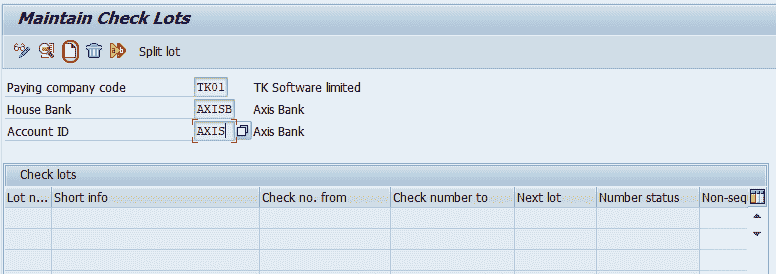 Maintain Check Lots
Split lot
Paying company code TK01 TK Software limited
House Bank AXISB Axis Bank
Account ID AXIS Axis Bank
Check lots
Lot n... Short info Check no. from Check number to Next lot Number status Non-seq